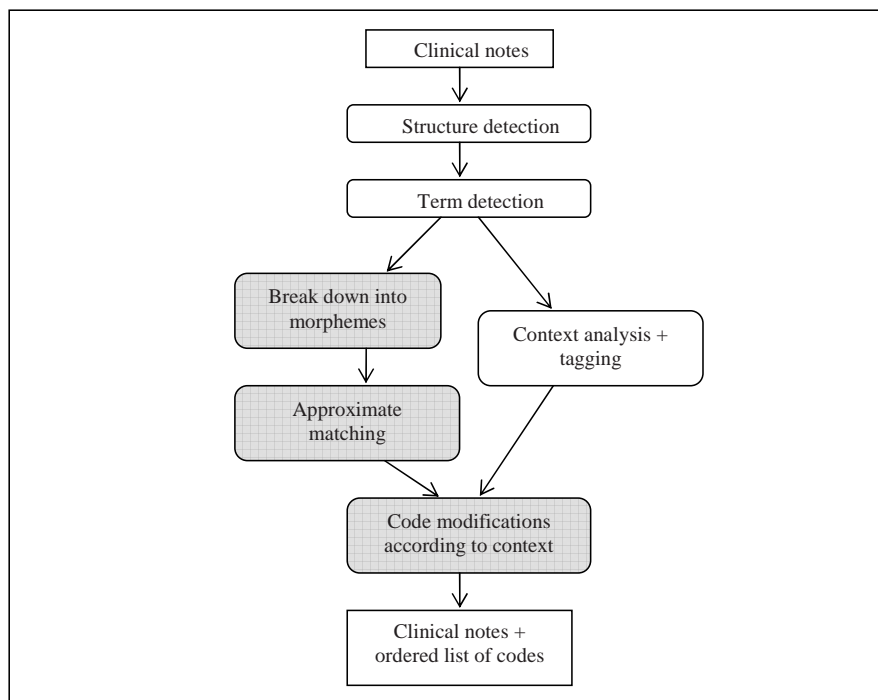 Clinical notes
Structure detection
Term detection
Break down into
morphemes
Context analysis +
tagging
Approximate
matching
Code modifications
according to context
Clinical notes +
ordered list of codes